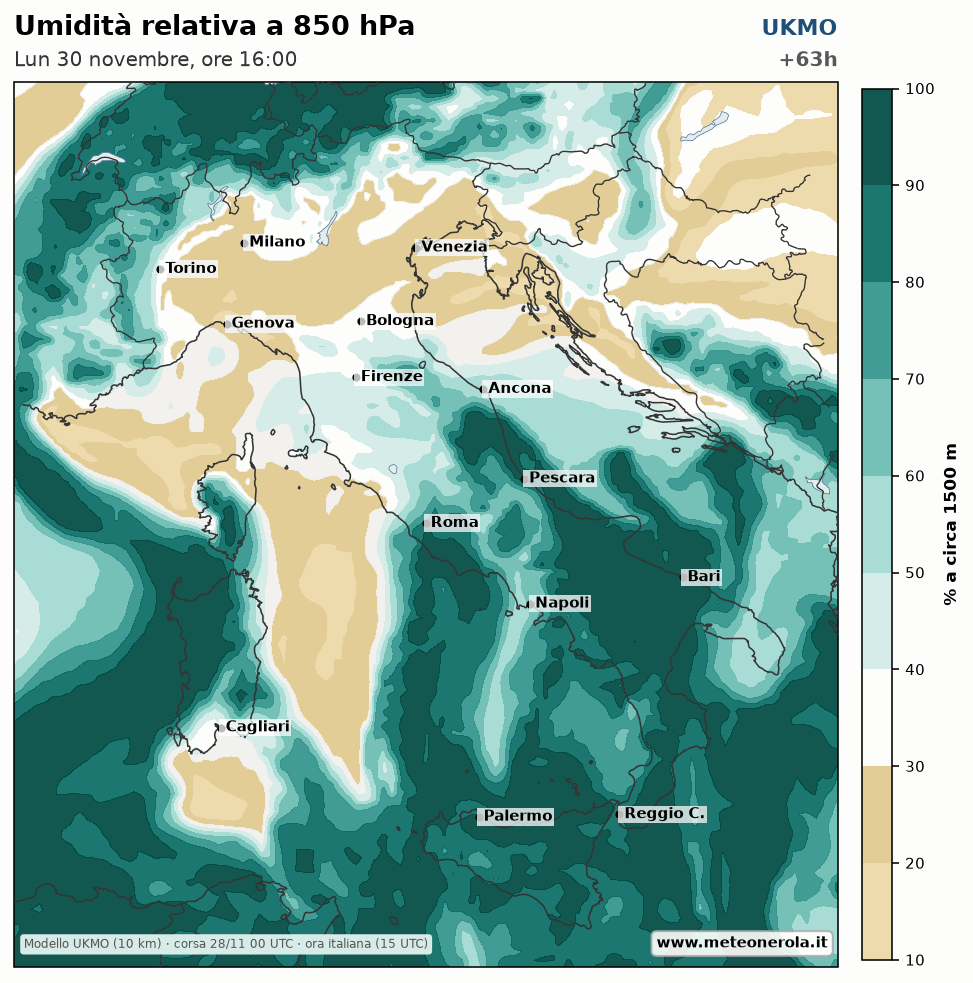 Umidità relativa a 850 hPa
UKMO
Lun 30 novembre, ore 16:00
+63h
Milano
Venezia
Torino
Genova
Bologna
Firenze
Ancona
Pescara
Roma
Bari
Napoli
Cagliari
Palermo
Reggio C.
100
90
80
70
60
50
40
30
20
10
% a circa 1500 m
Modello UKMO (10 km) · corsa 28/11 00 UTC · ora italiana (15 UTC)
www.meteonerola.it